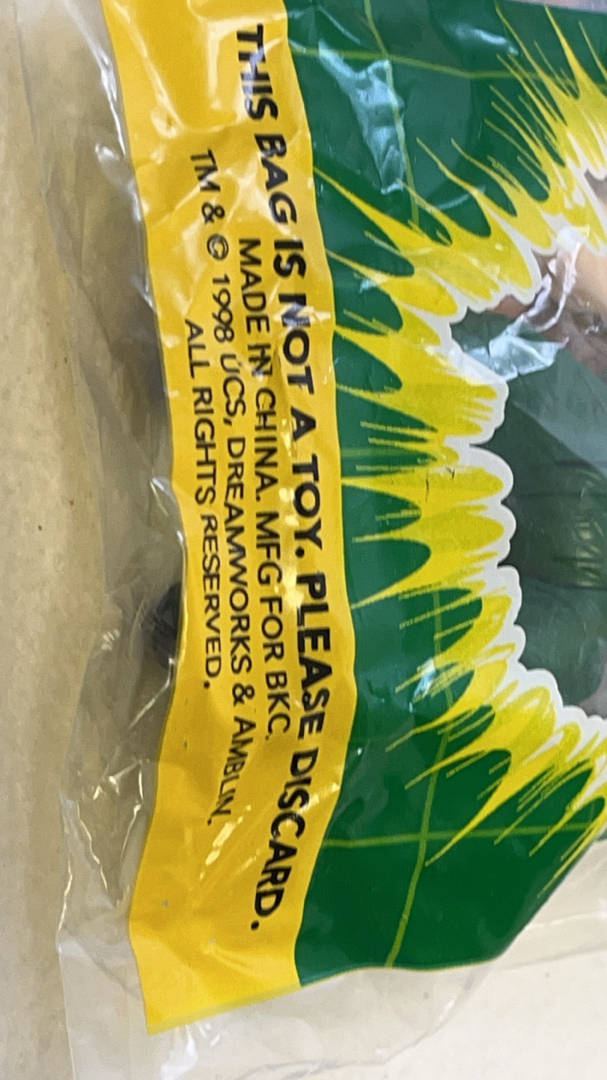 THIS BAG IS NOT A TOY. PLEASE DISCARD.
MADE IN CHINA. MFG FOR BKC.
TM & © 1998 UCS, DREAMWORKS & AMBLIN.
ALL RIGHTS RESERVED.